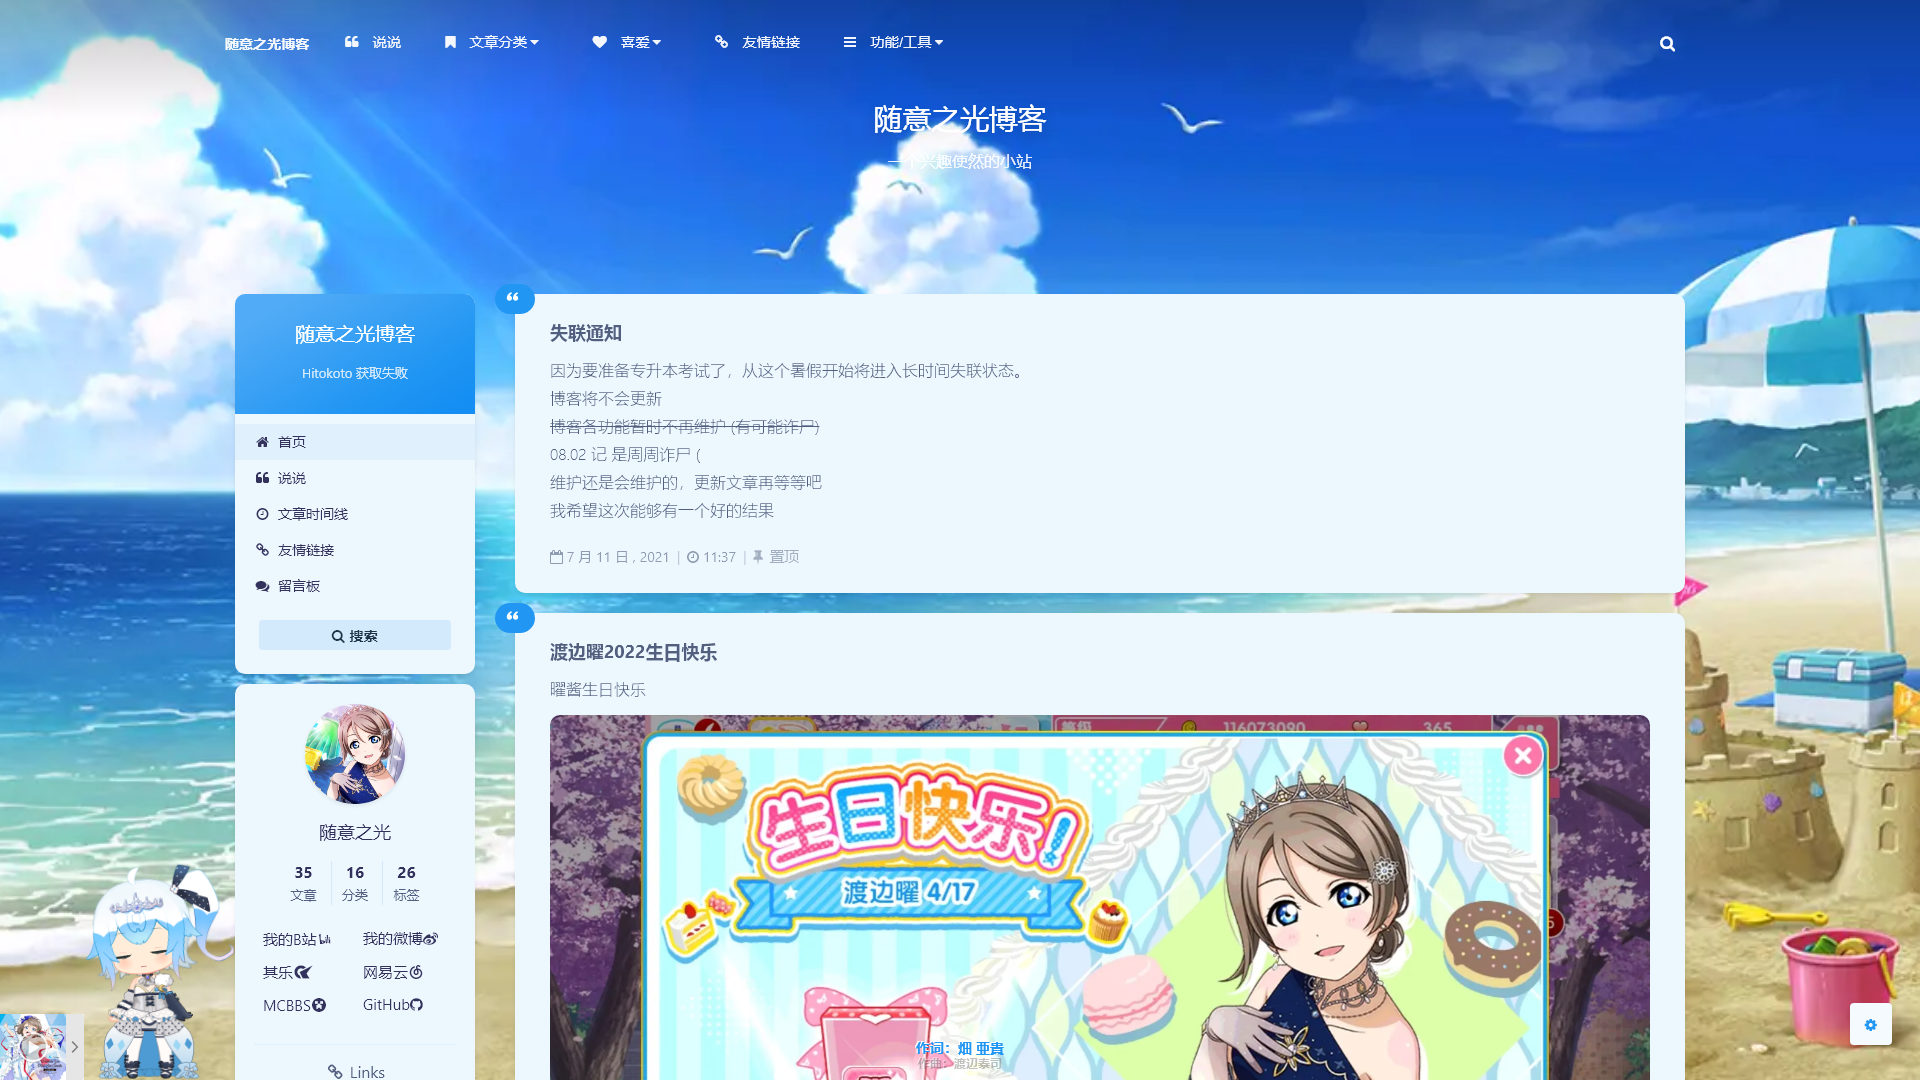 随意之光博客
说说
文章分类
喜爱
友情链接
功能/工具
随意之光博客
一个兴趣使然的小站
随意之光博客
Hitokoto 获取失败
首页
说说
文章时间线
友情链接
留言板
搜索
随意之光
35 16 26
文章 分类 标签
我的B站 我的微博
其乐 网易云
MCBBS GitHub
Links
失联通知
因为要准备专升本考试了，从这个暑假开始将进入长时间失联状态。
博客将不会更新
博客各功能暂时不再维护 (有可能诈尸)
08.02 记 是周周诈尸 (
维护还是会维护的，更新文章再等等吧
我希望这次能够有一个好的结果
7 月 11 日 , 2021 | 11:37 | 置顶
渡边曜2022生日快乐
曜酱生日快乐
等级 116073090 365
生日快乐!
渡边曜 4/17
作词：畑 亜貴
作曲：渡辺泰司